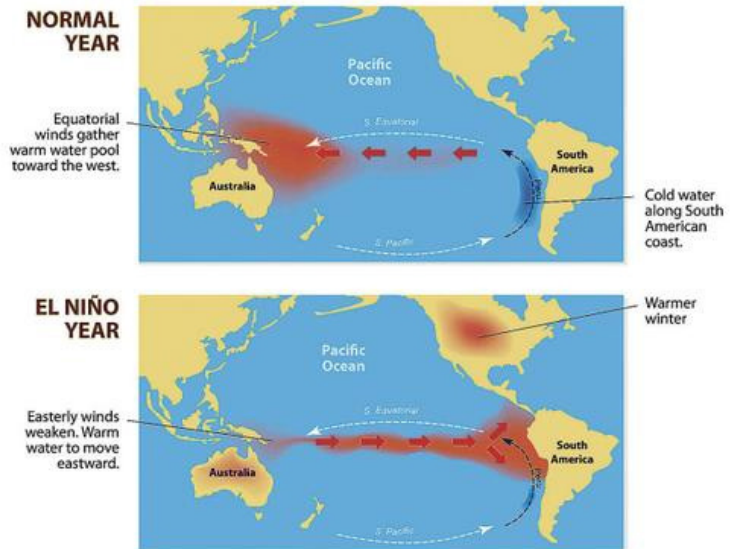 NORMAL
YEAR
Pacific
Ocean
Equatorial
winds gather
warm water pool
toward the west.
S. Equatorial
Australia
South
America
Peru
Cold water
along South
American
coast.
S. Pacific
EL NIÑO
YEAR
Warmer
winter
Pacific
Ocean
Easterly winds
weaken. Warm
water to move
eastward.
S. Equatorial
Australia
South
America
Peru
S. Pacific